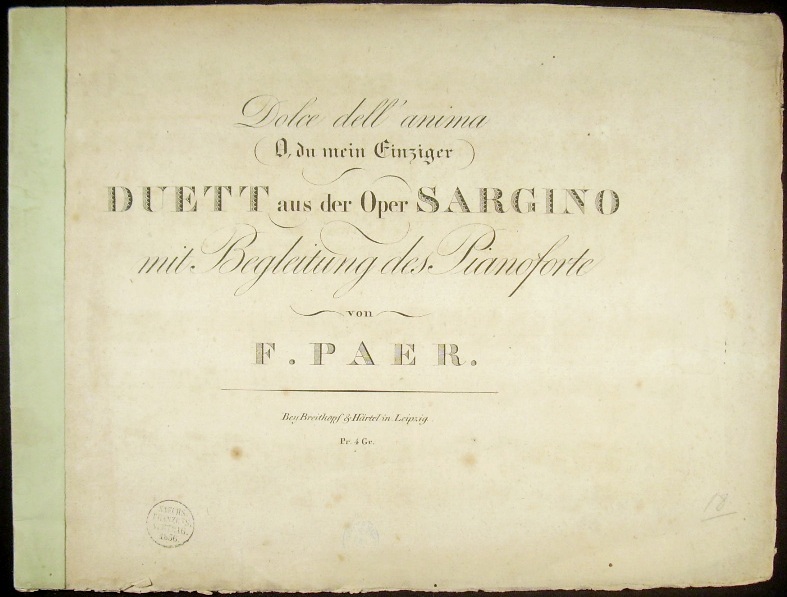 Dolce dell' anima
(O, du mein Einziger)
DUETT aus der Oper SARGINO
mit Begleitung des Pianoforte
von
F. PAER.
Bey Breitkopf & Härtel in Leipzig.
Pr. 4 Gr.
18